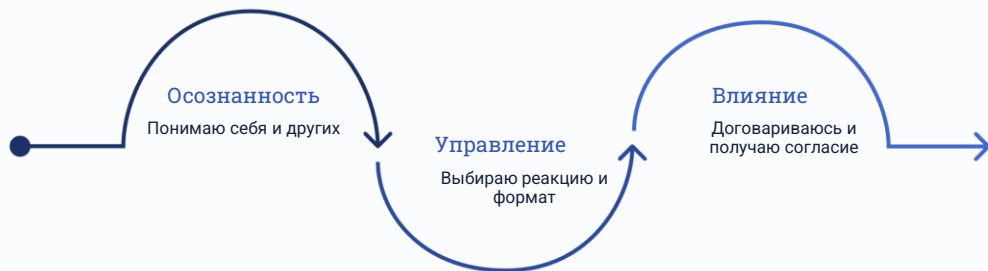 Осознанность
Понимаю себя и других
Управление
Выбираю реакцию и
формат
Влияние
Договариваюсь и
получаю согласие